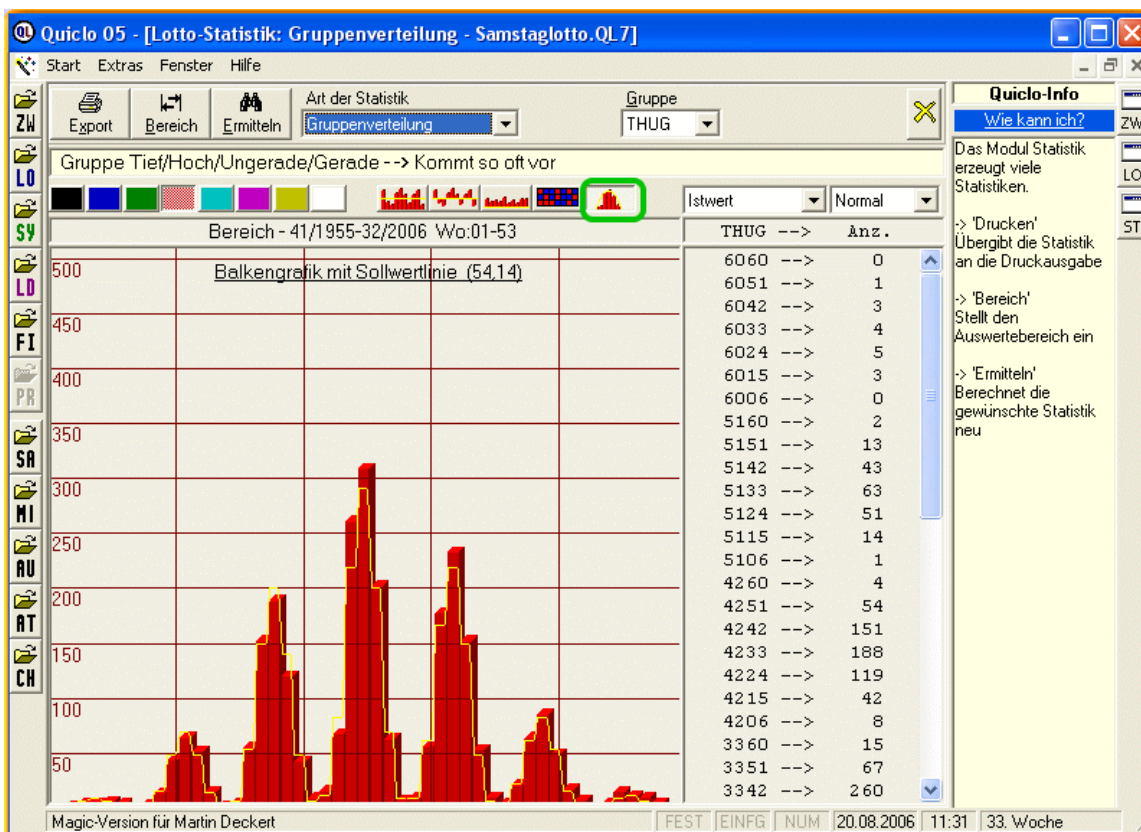 Quiclo 05 - [Lotto-Statistik: Gruppenverteilung - Samstaglotto.QL7]
Start Extras Fenster Hilfe
Export Bereich Ermitteln
Art der Statistik
Gruppenverteilung
Gruppe
THUG
Gruppe Tief/Hoch/Ungerade/Gerade --> Kommt so oft vor
Istwert Normal
Bereich - 41/1955-32/2006 Wo:01-53
THUG --> Anz.
Balkengrafik mit Sollwertlinie (54,14)
500
450
400
350
300
250
200
150
100
50
6060 --> 0
6051 --> 1
6042 --> 3
6033 --> 4
6024 --> 5
6015 --> 3
6006 --> 0
5160 --> 2
5151 --> 13
5142 --> 43
5133 --> 63
5124 --> 51
5115 --> 14
5106 --> 1
4260 --> 4
4251 --> 54
4242 --> 151
4233 --> 188
4224 --> 119
4215 --> 42
4206 --> 8
3360 --> 15
3351 --> 67
3342 --> 260
ZW
LO
SY
LD
FI
PR
SA
MI
AU
AT
CH
Quiclo-Info
Wie kann ich?
Das Modul Statistik
erzeugt viele
Statistiken.
-> 'Drucken'
Übergibt die Statistik
an die Druckausgabe
-> 'Bereich'
Stellt den
Auswertebereich ein
-> 'Ermitteln'
Berechnet die
gewünschte Statistik
neu
ZW
LO
ST
Magic-Version für Martin Deckert
FEST EINFG NUM 20.08.2006 11:31 33. Woche